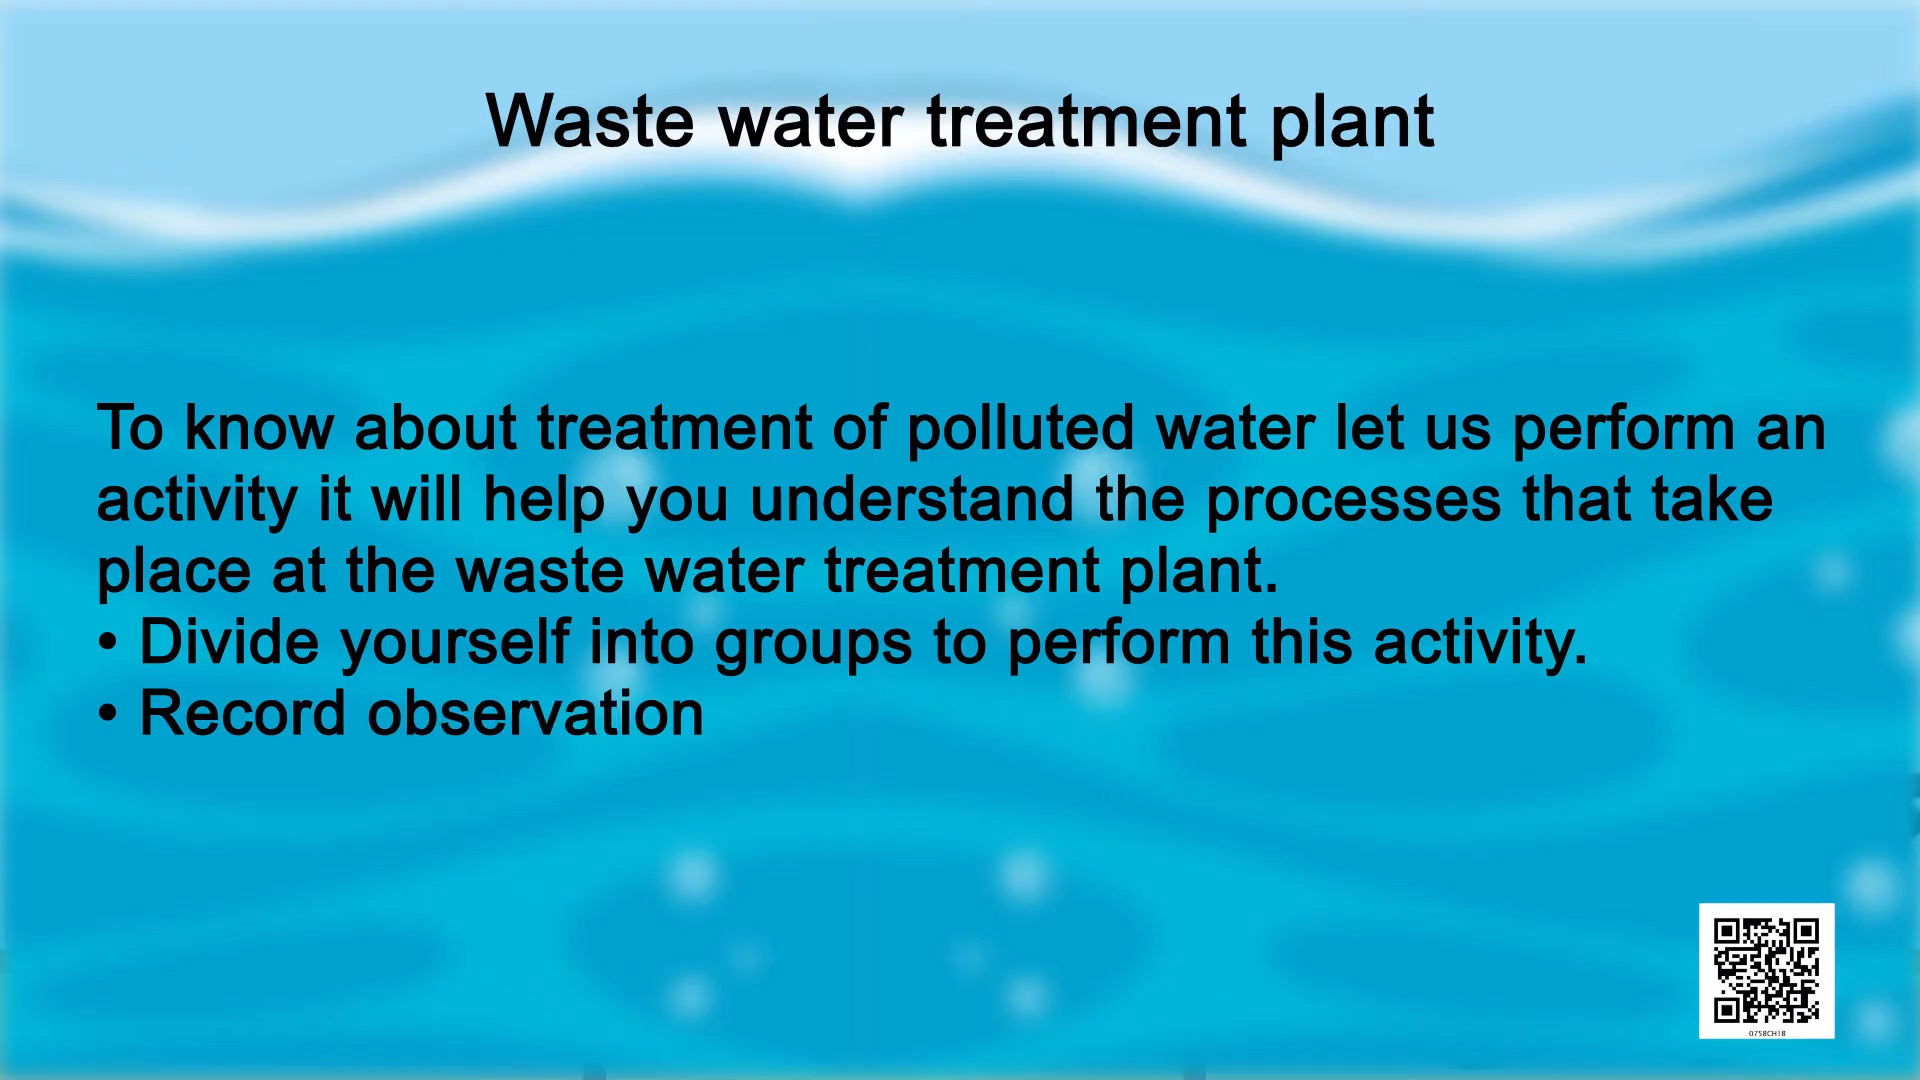 Waste water treatment plant
To know about treatment of polluted water let us perform an
activity it will help you understand the processes that take
place at the waste water treatment plant.
• Divide yourself into groups to perform this activity.
• Record observation
0758CH18